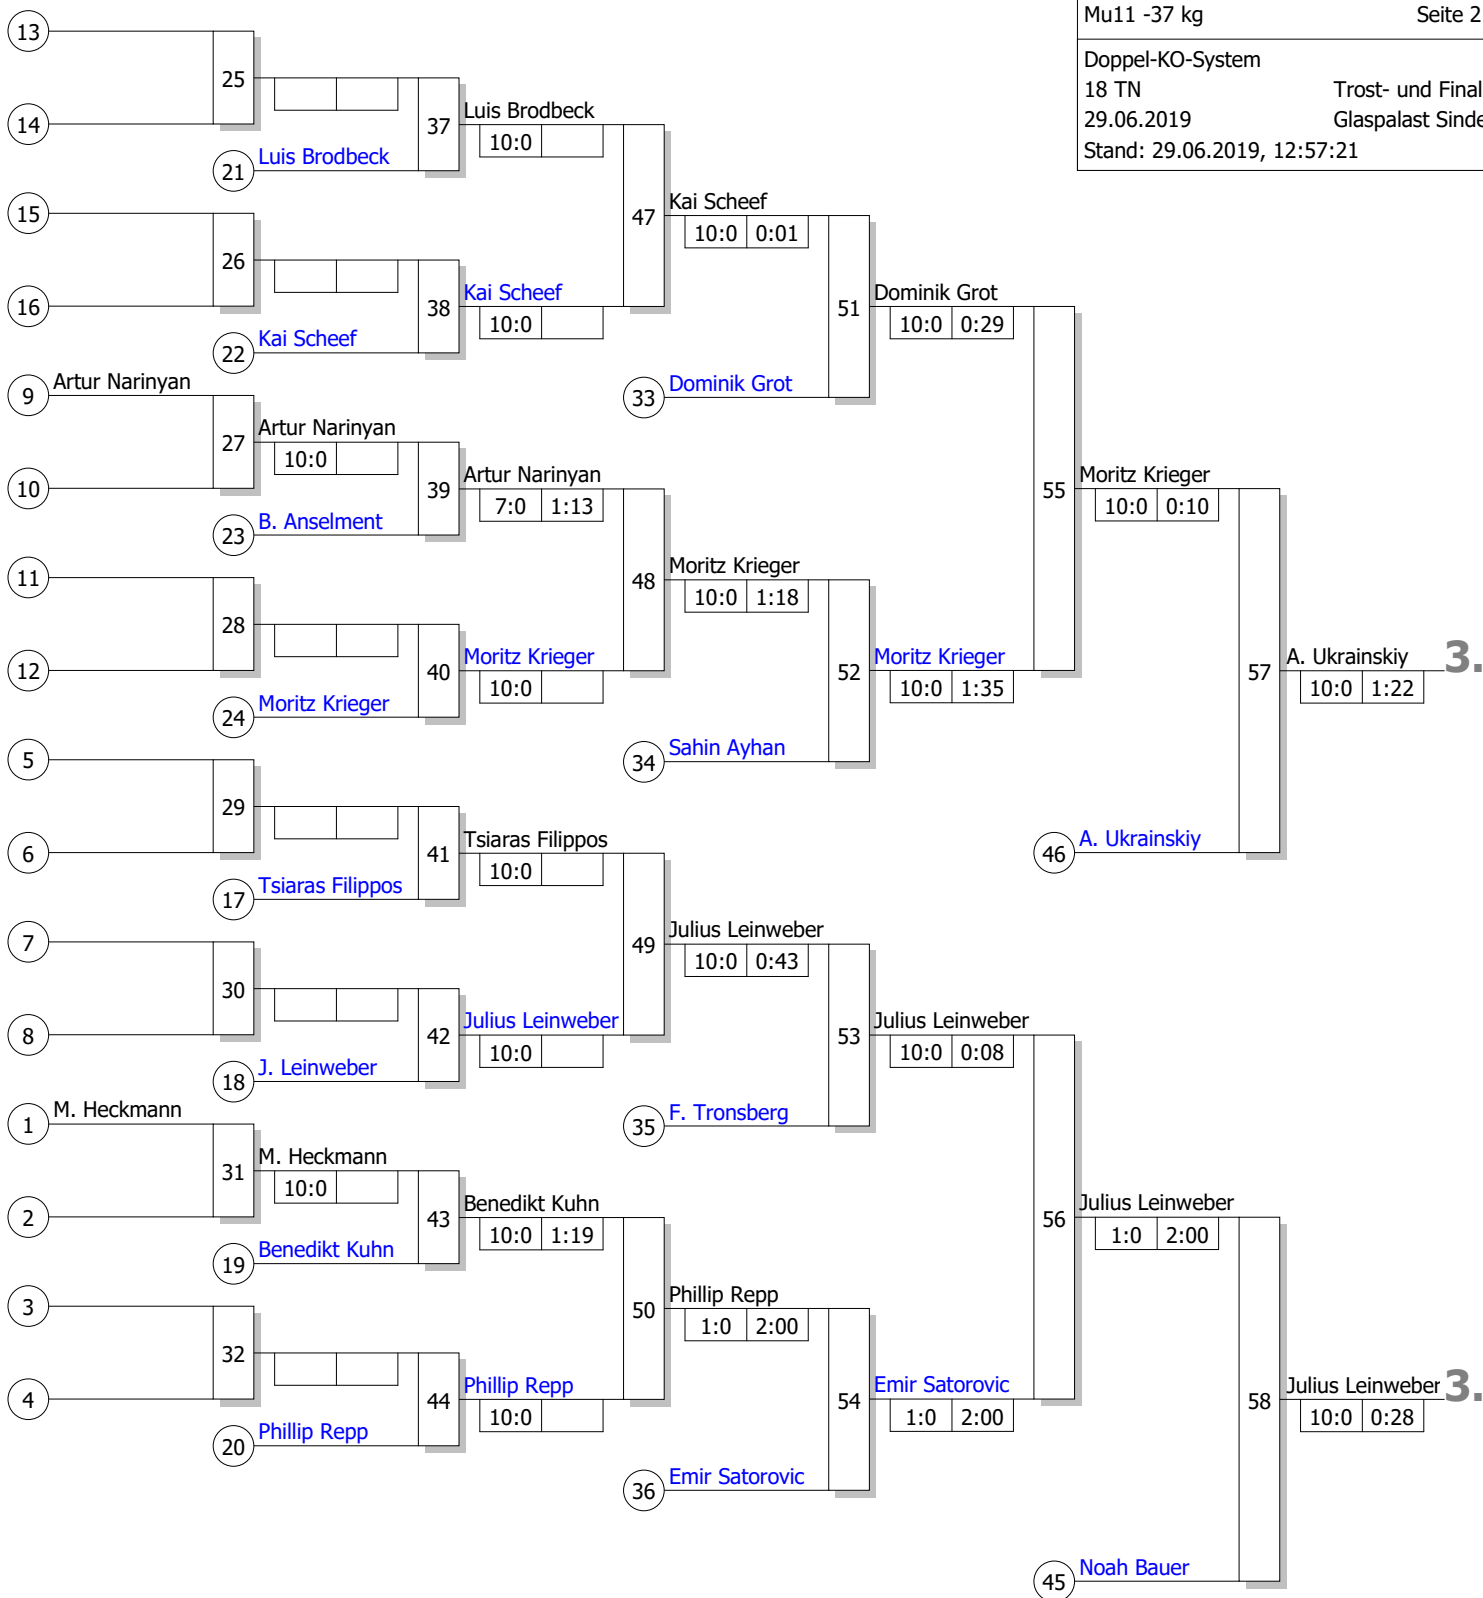 Mu11 -37 kg Seite 2
Doppel-KO-System
18 TN Trost- und Final
29.06.2019 Glaspalast Sinde
Stand: 29.06.2019, 12:57:21
13
25
14
37
Luis Brodbeck
10:0
21 Luis Brodbeck
15
47
Kai Scheef
10:0 0:01
26
16
38
Kai Scheef
10:0
22 Kai Scheef
51
Dominik Grot
10:0 0:29
33 Dominik Grot
9 Artur Narinyan
27
Artur Narinyan
10:0
10
39
Artur Narinyan
7:0 1:13
23 B. Anselment
55
Moritz Krieger
10:0 0:10
11
48
Moritz Krieger
10:0 1:18
28
12
40
Moritz Krieger
10:0
24 Moritz Krieger
52
Moritz Krieger
10:0 1:35
34 Sahin Ayhan
57
A. Ukrainskiy 3.
10:0 1:22
46 A. Ukrainskiy
5
29
6
41
Tsiaras Filippos
10:0
17 Tsiaras Filippos
7
49
Julius Leinweber
10:0 0:43
30
8
42
Julius Leinweber
10:0
18 J. Leinweber
53
Julius Leinweber
10:0 0:08
35 F. Tronsberg
1 M. Heckmann
31
M. Heckmann
10:0
2
43
Benedikt Kuhn
10:0 1:19
19 Benedikt Kuhn
56
Julius Leinweber
1:0 2:00
3
50
Phillip Repp
1:0 2:00
32
4
44
Phillip Repp
10:0
20 Phillip Repp
54
Emir Satorovic
1:0 2:00
36 Emir Satorovic
58
Julius Leinweber 3.
10:0 0:28
45 Noah Bauer